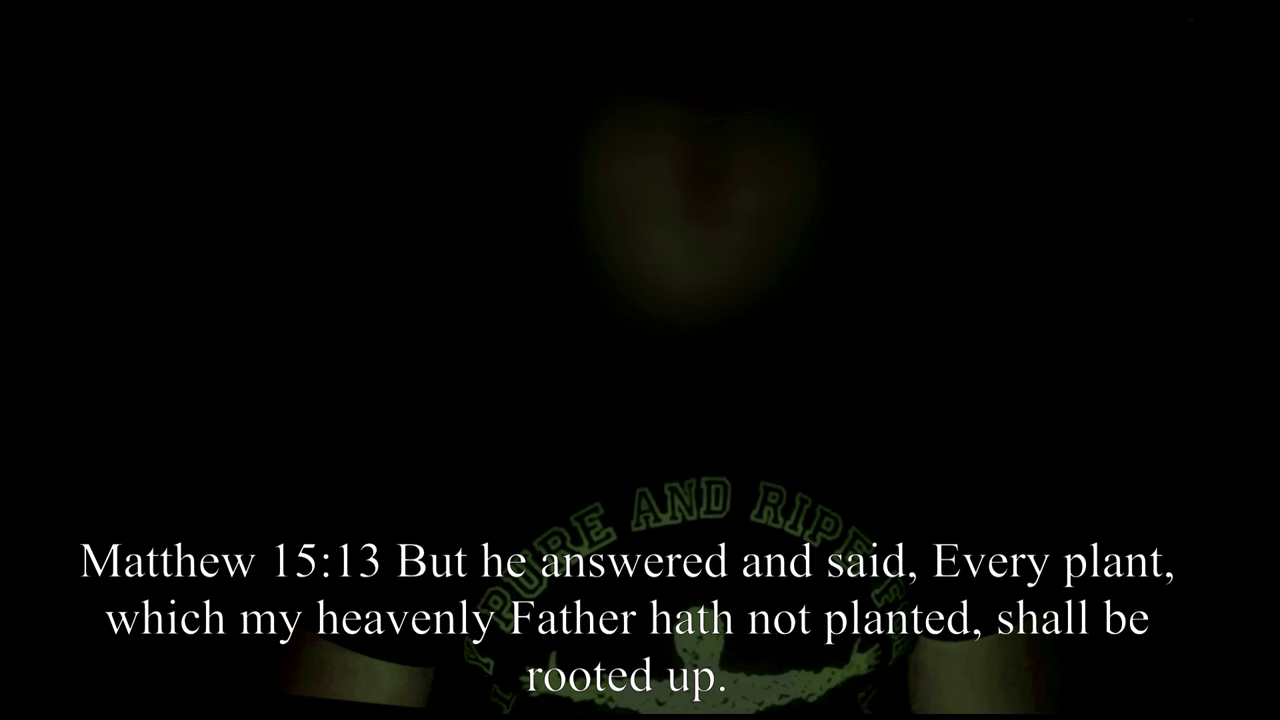 PURE AND RIPE
Matthew 15:13 But he answered and said, Every plant,
which my heavenly Father hath not planted, shall be
rooted up.